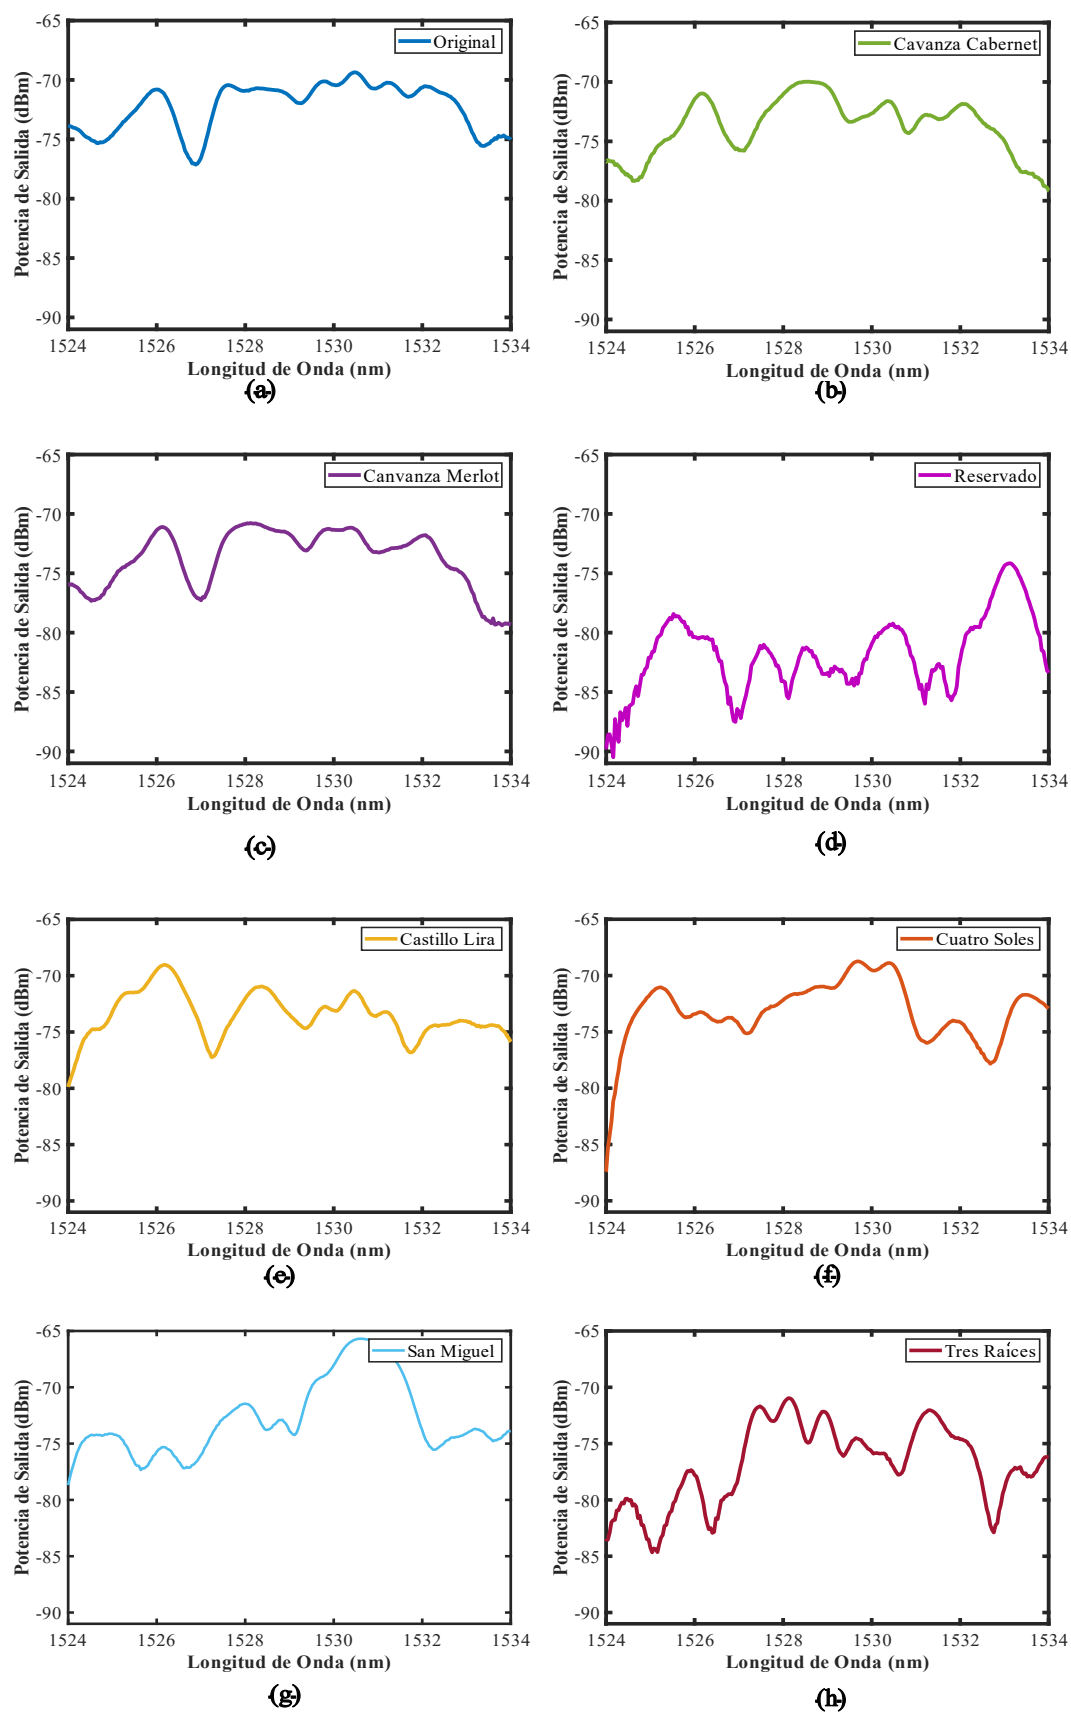 -65
-70
-75
-80
-85
-90
Potencia de Salida (dBm)
Original
1524 1526 1528 1530 1532 1534
Longitud de Onda (nm)
(a)
-65
-70
-75
-80
-85
-90
Potencia de Salida (dBm)
Cavanza Cabernet
1524 1526 1528 1530 1532 1534
Longitud de Onda (nm)
(b)
-65
-70
-75
-80
-85
-90
Potencia de Salida (dBm)
Canvanza Merlot
1524 1526 1528 1530 1532 1534
Longitud de Onda (nm)
(c)
-65
-70
-75
-80
-85
-90
Potencia de Salida (dBm)
Reservado
1524 1526 1528 1530 1532 1534
Longitud de Onda (nm)
(d)
-65
-70
-75
-80
-85
-90
Potencia de Salida (dBm)
Castillo Lira
1524 1526 1528 1530 1532 1534
Longitud de Onda (nm)
(e)
-65
-70
-75
-80
-85
-90
Potencia de Salida (dBm)
Cuatro Soles
1524 1526 1528 1530 1532 1534
Longitud de Onda (nm)
(f)
-65
-70
-75
-80
-85
-90
Potencia de Salida (dBm)
San Miguel
1524 1526 1528 1530 1532 1534
Longitud de Onda (nm)
(g)
-65
-70
-75
-80
-85
-90
Potencia de Salida (dBm)
Tres Raíces
1524 1526 1528 1530 1532 1534
Longitud de Onda (nm)
(h)